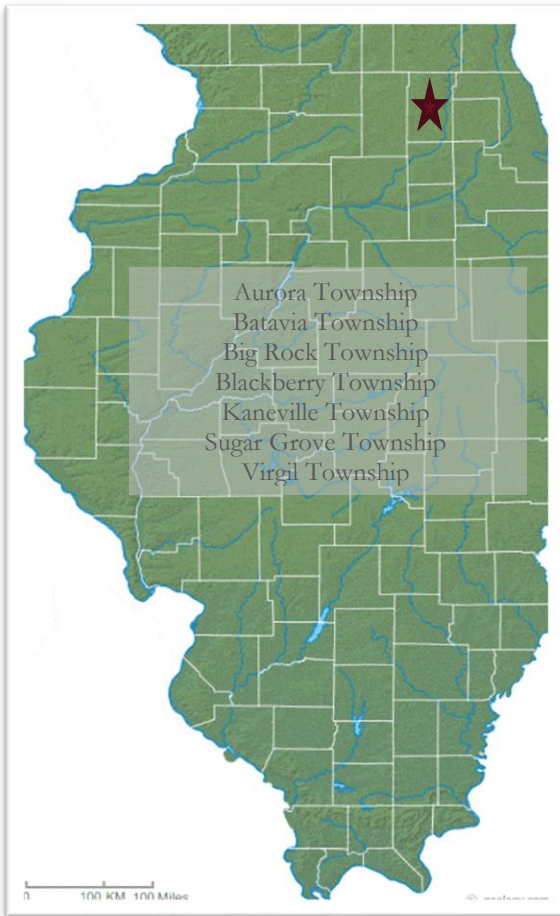 Aurora Township
Batavia Township
Big Rock Township
Blackberry Township
Kaneville Township
Sugar Grove Township
Virgil Township
0 100 KM 100 Miles